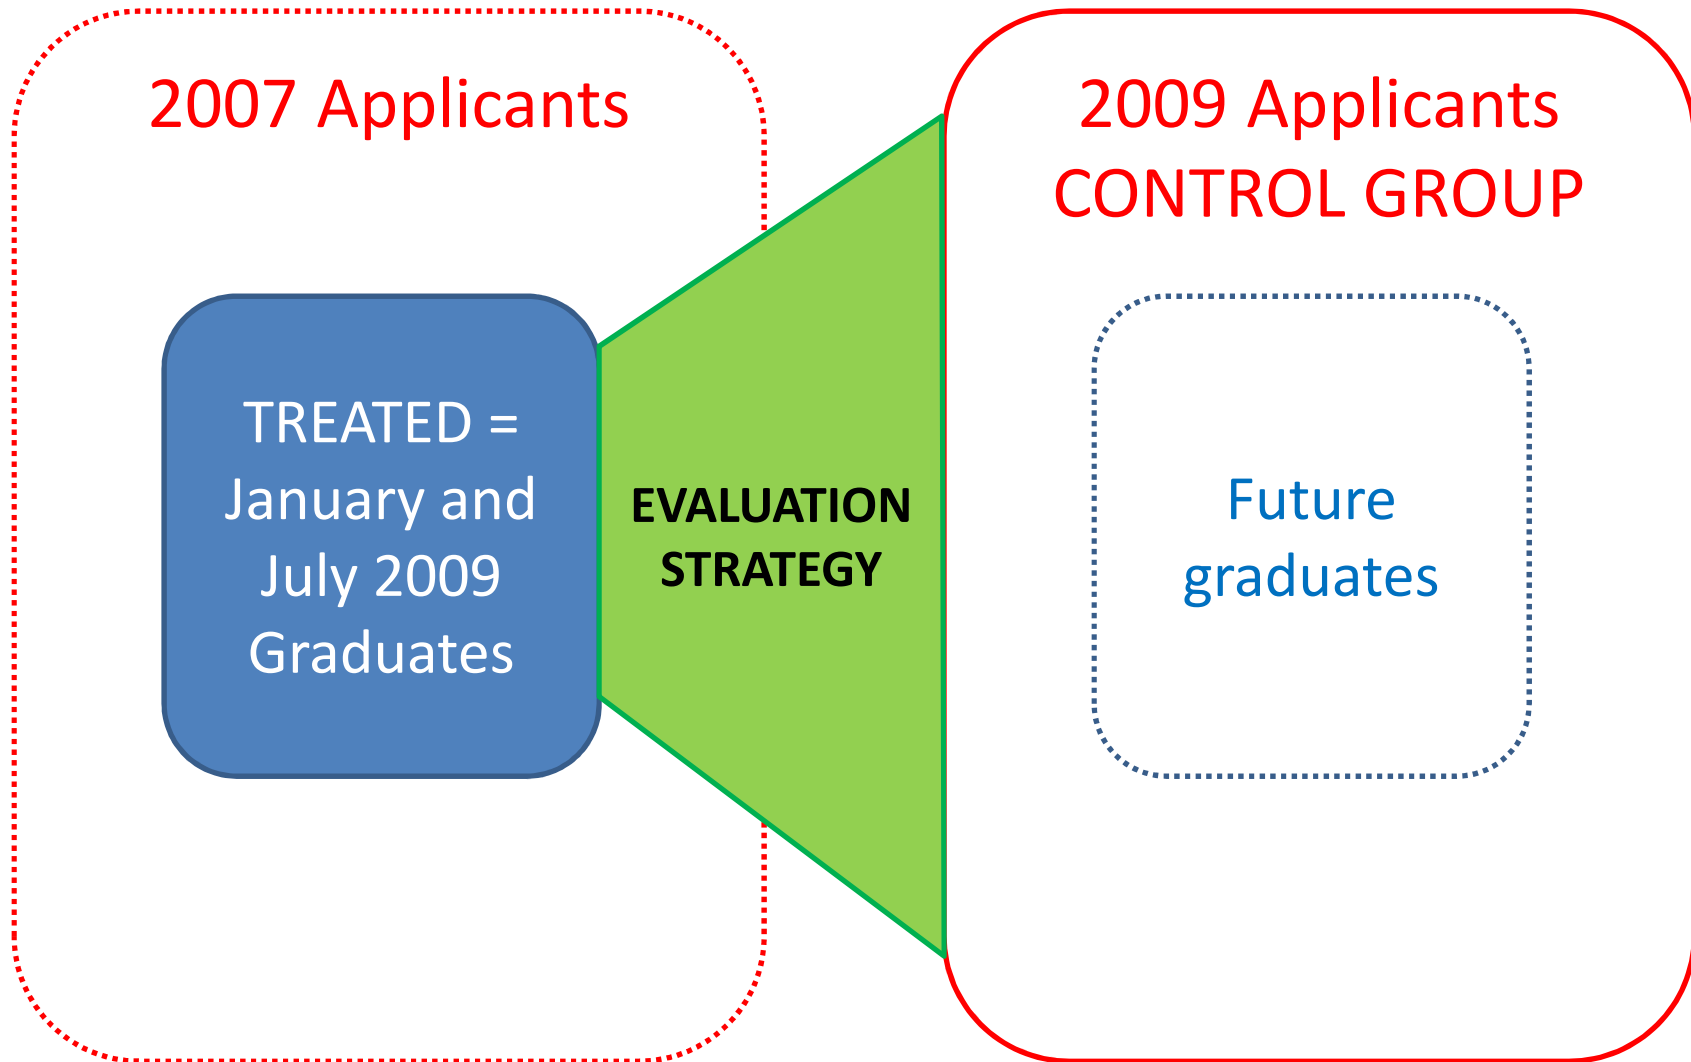 2007 Applicants
TREATED =
January and
July 2009
Graduates
EVALUATION
STRATEGY
2009 Applicants
CONTROL GROUP
Future
graduates